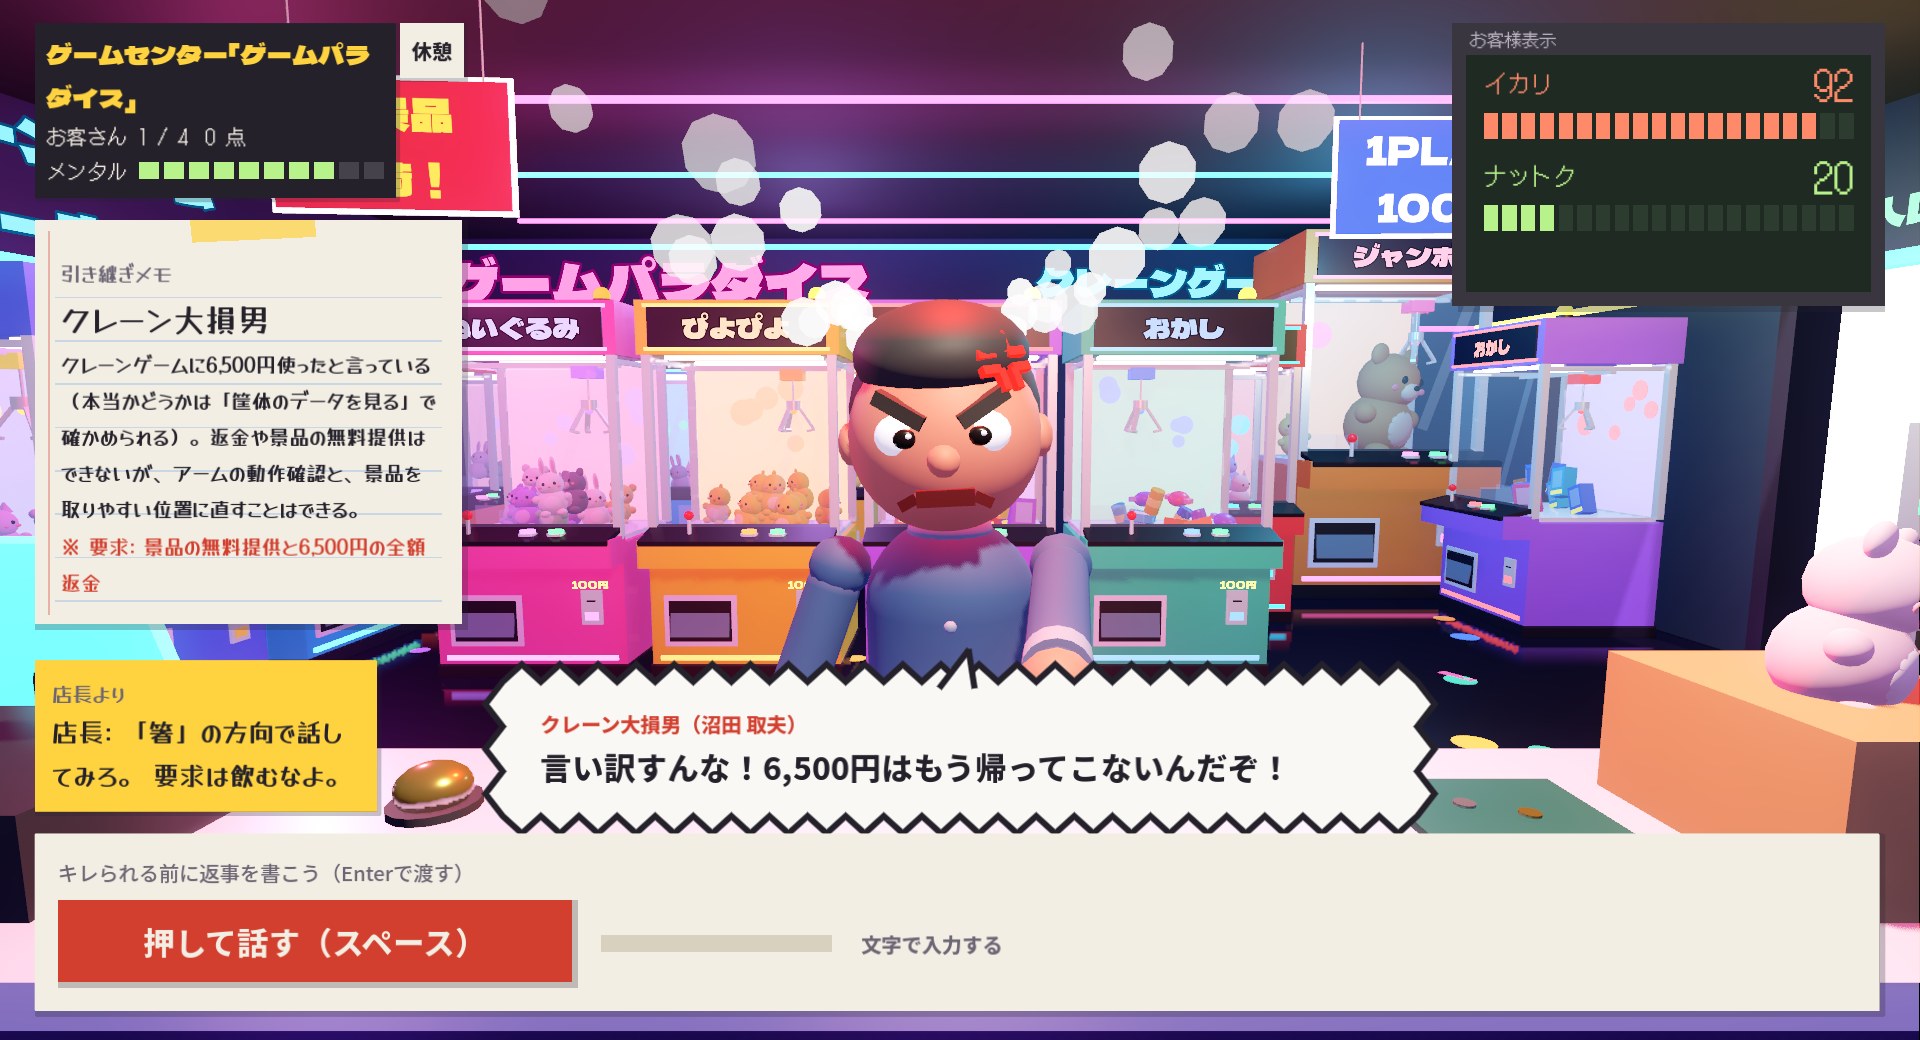 ゲームセンター「ゲームパラ
ダイス」
お客さん 1/4 0点
メンタル
休憩
品
！
1PL
100
お客様表示
イカリ 92
ナットク 20
引き継ぎメモ
クレーン大損男
クレーンゲームに6,500円使ったと言っている
（本当かどうかは「筐体のデータを見る」で
確かめられる）。返金や景品の無料提供は
できないが、アームの動作確認と、景品を
取りやすい位置に直すことはできる。
※ 要求: 景品の無料提供と6,500円の全額
返金
ゲームパラダイス
クレーンゲー
ジャンボ
いぐるみ
ぴよぴよ
おかし
おかし
100円
10
100円
店長より
店長: 「箸」の方向で話し
てみろ。 要求は飲むなよ。
クレーン大損男（沼田 取夫）
言い訳すんな！6,500円はもう帰ってこないんだぞ！
キレられる前に返事を書こう（Enterで渡す）
押して話す（スペース）
文字で入力する